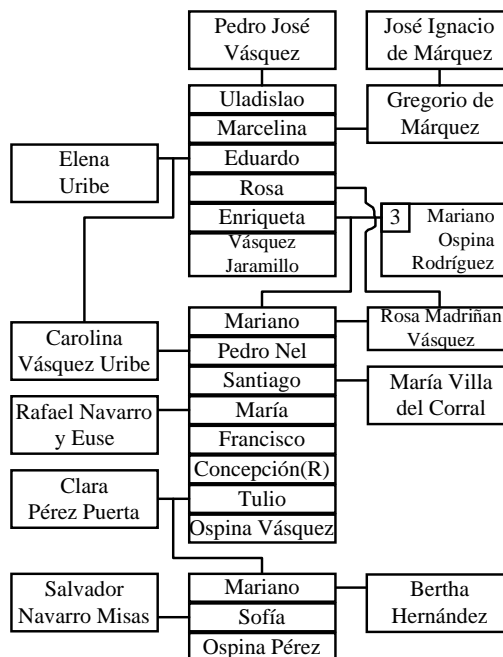 Pedro José
Vásquez
José Ignacio
de Márquez
Uladislao
Marcelina
Eduardo
Rosa
Enriqueta
Vásquez
Jaramillo
Gregorio de
Márquez
Elena
Uribe
3
Mariano
Ospina
Rodríguez
Mariano
Pedro Nel
Santiago
María
Francisco
Concepción(R)
Tulio
Ospina Vásquez
Rosa Madriñan
Vásquez
Carolina
Vásquez Uribe
María Villa
del Corral
Rafael Navarro
y Euse
Clara
Pérez Puerta
Salvador
Navarro Misas
Mariano
Sofía
Ospina Pérez
Bertha
Hernández